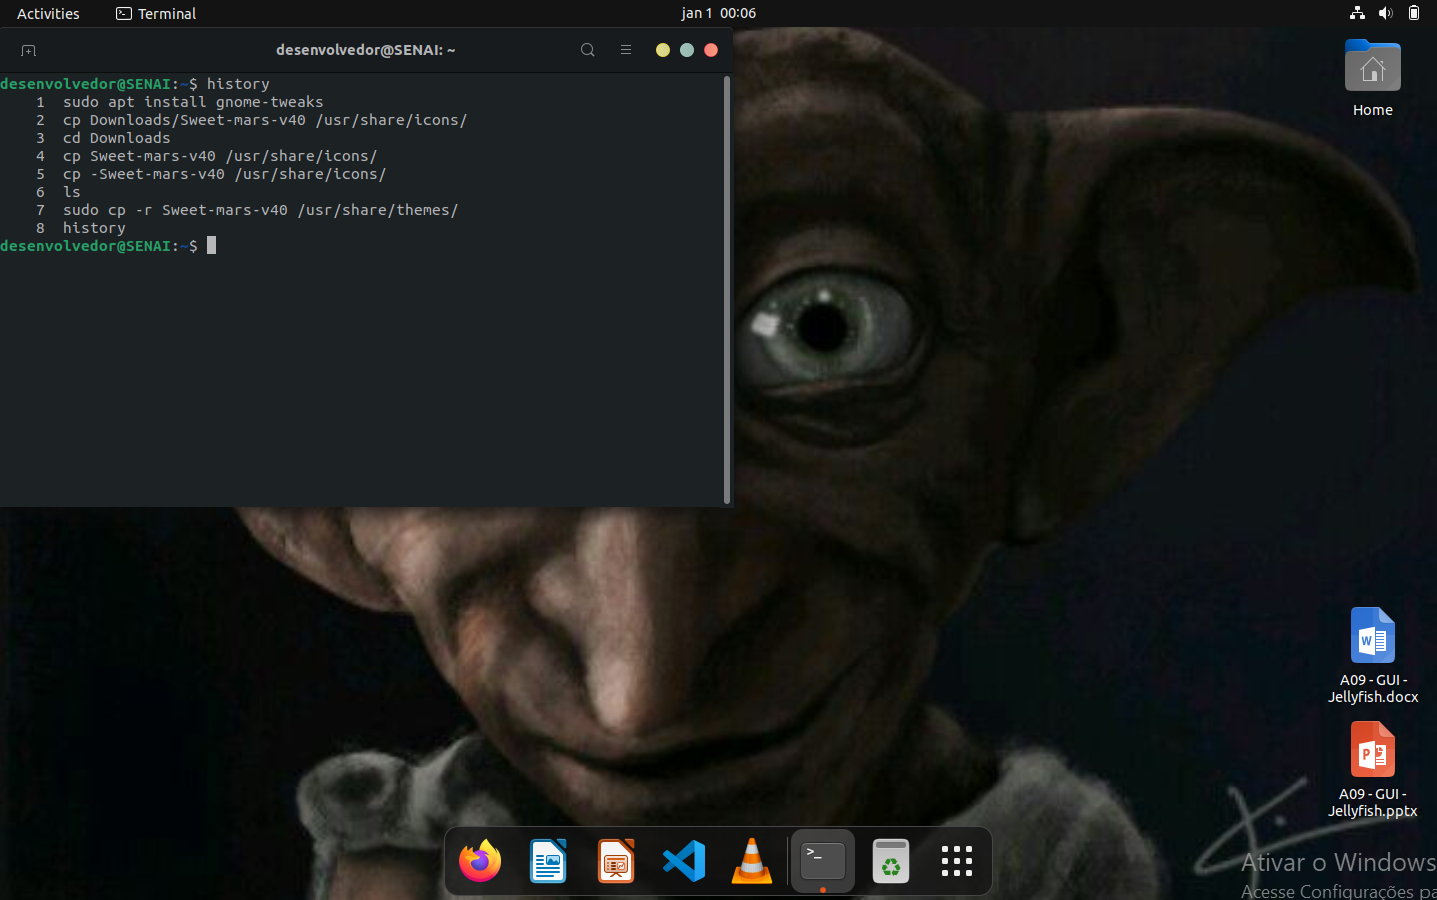 Activities
Terminal
jan 1  00:06
desenvolvedor@SENAI: ~
desenvolvedor@SENAI:~$ history
    1  sudo apt install gnome-tweaks
    2  cp Downloads/Sweet-mars-v40 /usr/share/icons/
    3  cd Downloads
    4  cp Sweet-mars-v40 /usr/share/icons/
    5  cp -Sweet-mars-v40 /usr/share/icons/
    6  ls
    7  sudo cp -r Sweet-mars-v40 /usr/share/themes/
    8  history
desenvolvedor@SENAI:~$
Home
W
A09 - GUI -
Jellyfish.docx
P
A09 - GUI -
Jellyfish.pptx
>_
Ativar o Windows
Acesse Configurações pa